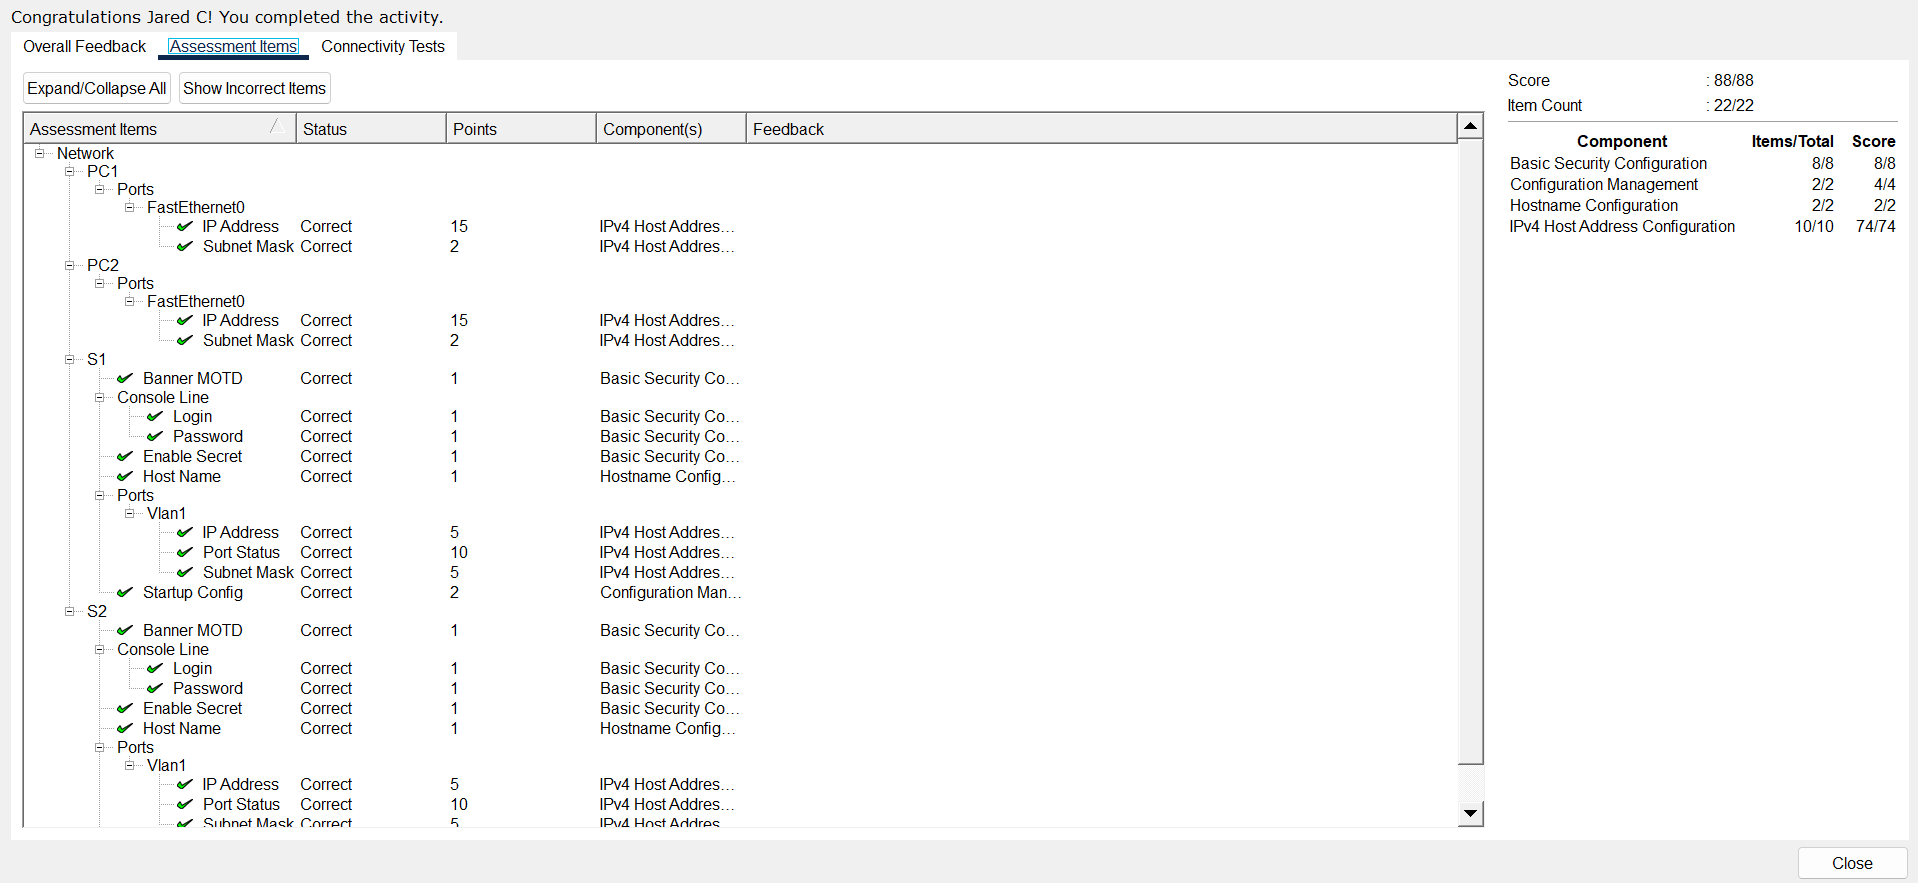 Congratulations Jared C! You completed the activity.
Overall Feedback Assessment Items Connectivity Tests
Expand/Collapse All Show Incorrect Items
Assessment Items Status Points Component(s) Feedback
Network
PC1
Ports
FastEthernet0
IP Address Correct 15 IPv4 Host Addres...
Subnet Mask Correct 2 IPv4 Host Addres...
PC2
Ports
FastEthernet0
IP Address Correct 15 IPv4 Host Addres...
Subnet Mask Correct 2 IPv4 Host Addres...
S1
Banner MOTD Correct 1 Basic Security Co...
Console Line
Login Correct 1 Basic Security Co...
Password Correct 1 Basic Security Co...
Enable Secret Correct 1 Basic Security Co...
Host Name Correct 1 Hostname Config...
Ports
Vlan1
IP Address Correct 5 IPv4 Host Addres...
Port Status Correct 10 IPv4 Host Addres...
Subnet Mask Correct 5 IPv4 Host Addres...
Startup Config Correct 2 Configuration Man...
S2
Banner MOTD Correct 1 Basic Security Co...
Console Line
Login Correct 1 Basic Security Co...
Password Correct 1 Basic Security Co...
Enable Secret Correct 1 Basic Security Co...
Host Name Correct 1 Hostname Config...
Ports
Vlan1
IP Address Correct 5 IPv4 Host Addres...
Port Status Correct 10 IPv4 Host Addres...
Subnet Mask Correct 5 IPv4 Host Addres...
Score : 88/88
Item Count : 22/22
Component Items/Total Score
Basic Security Configuration 8/8 8/8
Configuration Management 2/2 4/4
Hostname Configuration 2/2 2/2
IPv4 Host Address Configuration 10/10 74/74
Close